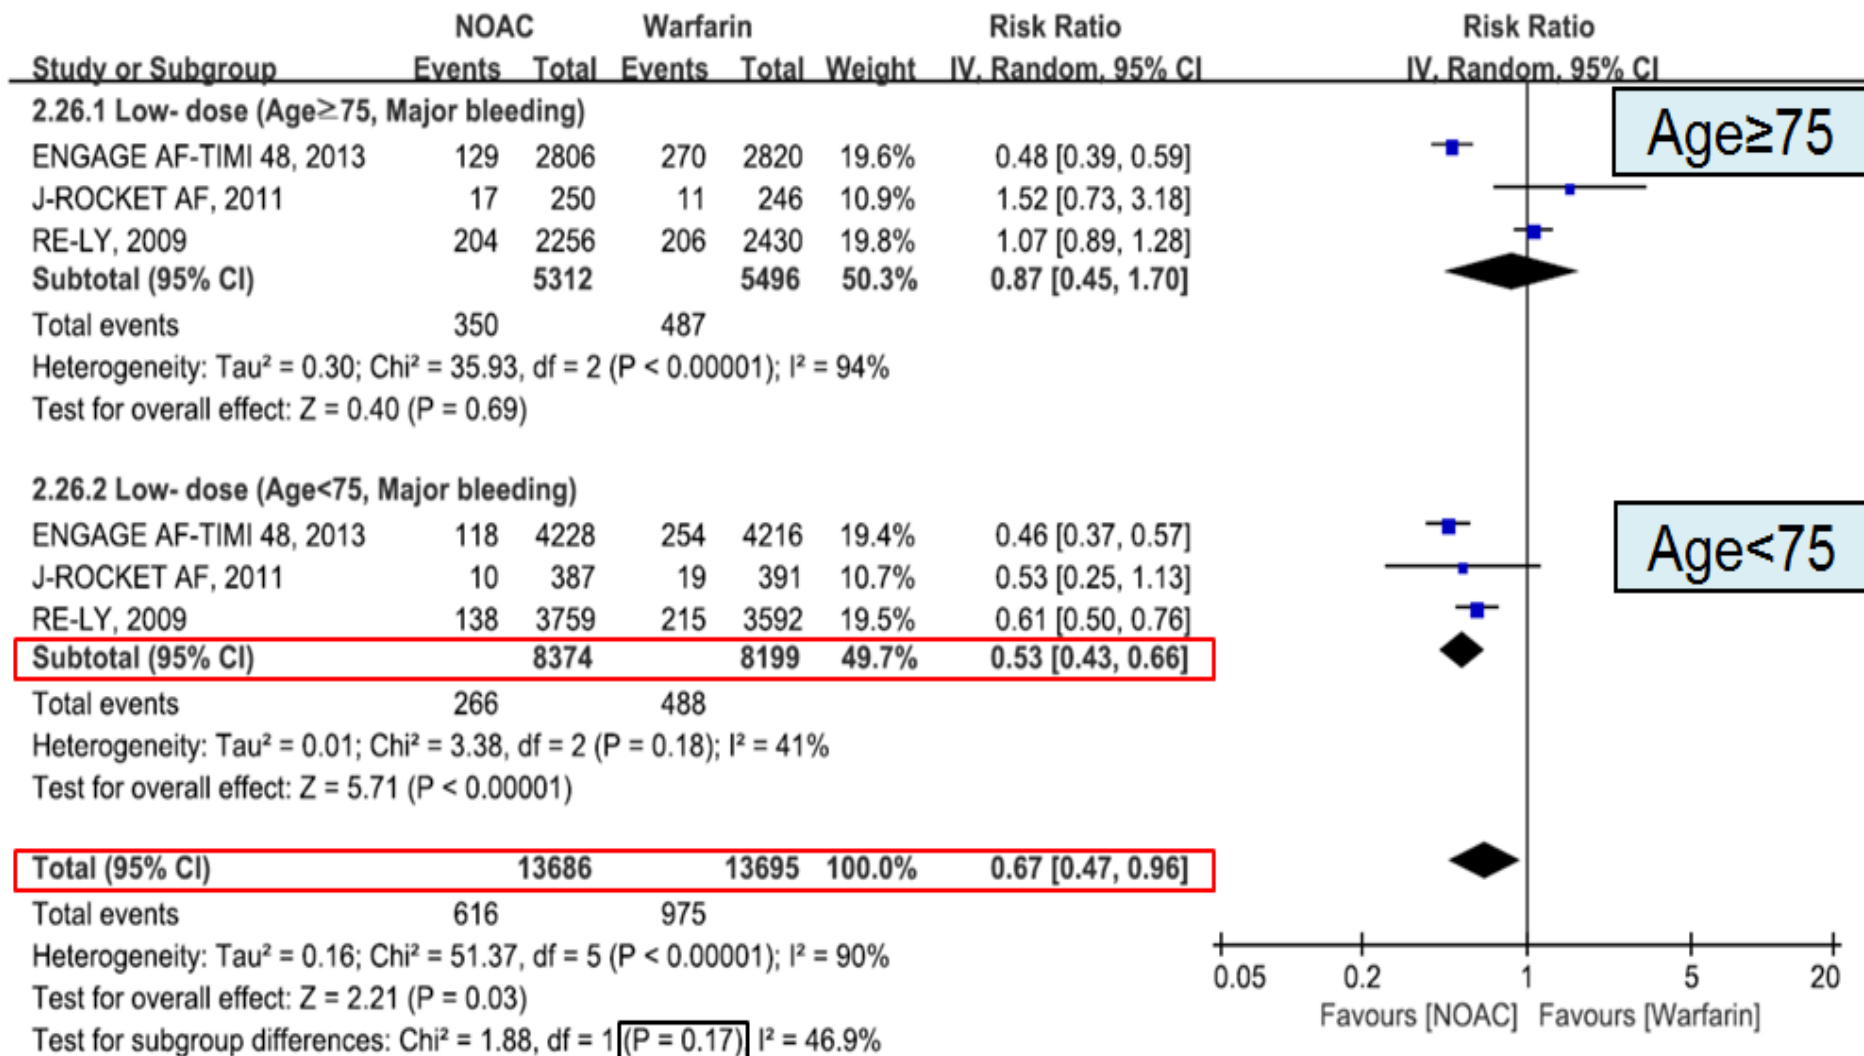 NOAC Warfarin Risk Ratio Risk Ratio
Study or Subgroup Events Total Events Total Weight IV, Random, 95% CI IV, Random, 95% CI
2.26.1 Low- dose (Age≥75, Major bleeding)
Age≥75
ENGAGE AF-TIMI 48, 2013 129 2806 270 2820 19.6% 0.48 [0.39, 0.59]
J-ROCKET AF, 2011 17 250 11 246 10.9% 1.52 [0.73, 3.18]
RE-LY, 2009 204 2256 206 2430 19.8% 1.07 [0.89, 1.28]
Subtotal (95% CI) 5312 5496 50.3% 0.87 [0.45, 1.70]
Total events 350 487
Heterogeneity: Tau² = 0.30; Chi² = 35.93, df = 2 (P < 0.00001); I² = 94%
Test for overall effect: Z = 0.40 (P = 0.69)
2.26.2 Low- dose (Age<75, Major bleeding)
Age<75
ENGAGE AF-TIMI 48, 2013 118 4228 254 4216 19.4% 0.46 [0.37, 0.57]
J-ROCKET AF, 2011 10 387 19 391 10.7% 0.53 [0.25, 1.13]
RE-LY, 2009 138 3759 215 3592 19.5% 0.61 [0.50, 0.76]
Subtotal (95% CI) 8374 8199 49.7% 0.53 [0.43, 0.66]
Total events 266 488
Heterogeneity: Tau² = 0.01; Chi² = 3.38, df = 2 (P = 0.18); I² = 41%
Test for overall effect: Z = 5.71 (P < 0.00001)
Total (95% CI) 13686 13695 100.0% 0.67 [0.47, 0.96]
Total events 616 975
Heterogeneity: Tau² = 0.16; Chi² = 51.37, df = 5 (P < 0.00001); I² = 90%
Test for overall effect: Z = 2.21 (P = 0.03)
Test for subgroup differences: Chi² = 1.88, df = 1 (P = 0.17) I² = 46.9%
0.05 0.2 1 5 20
Favours [NOAC] Favours [Warfarin]